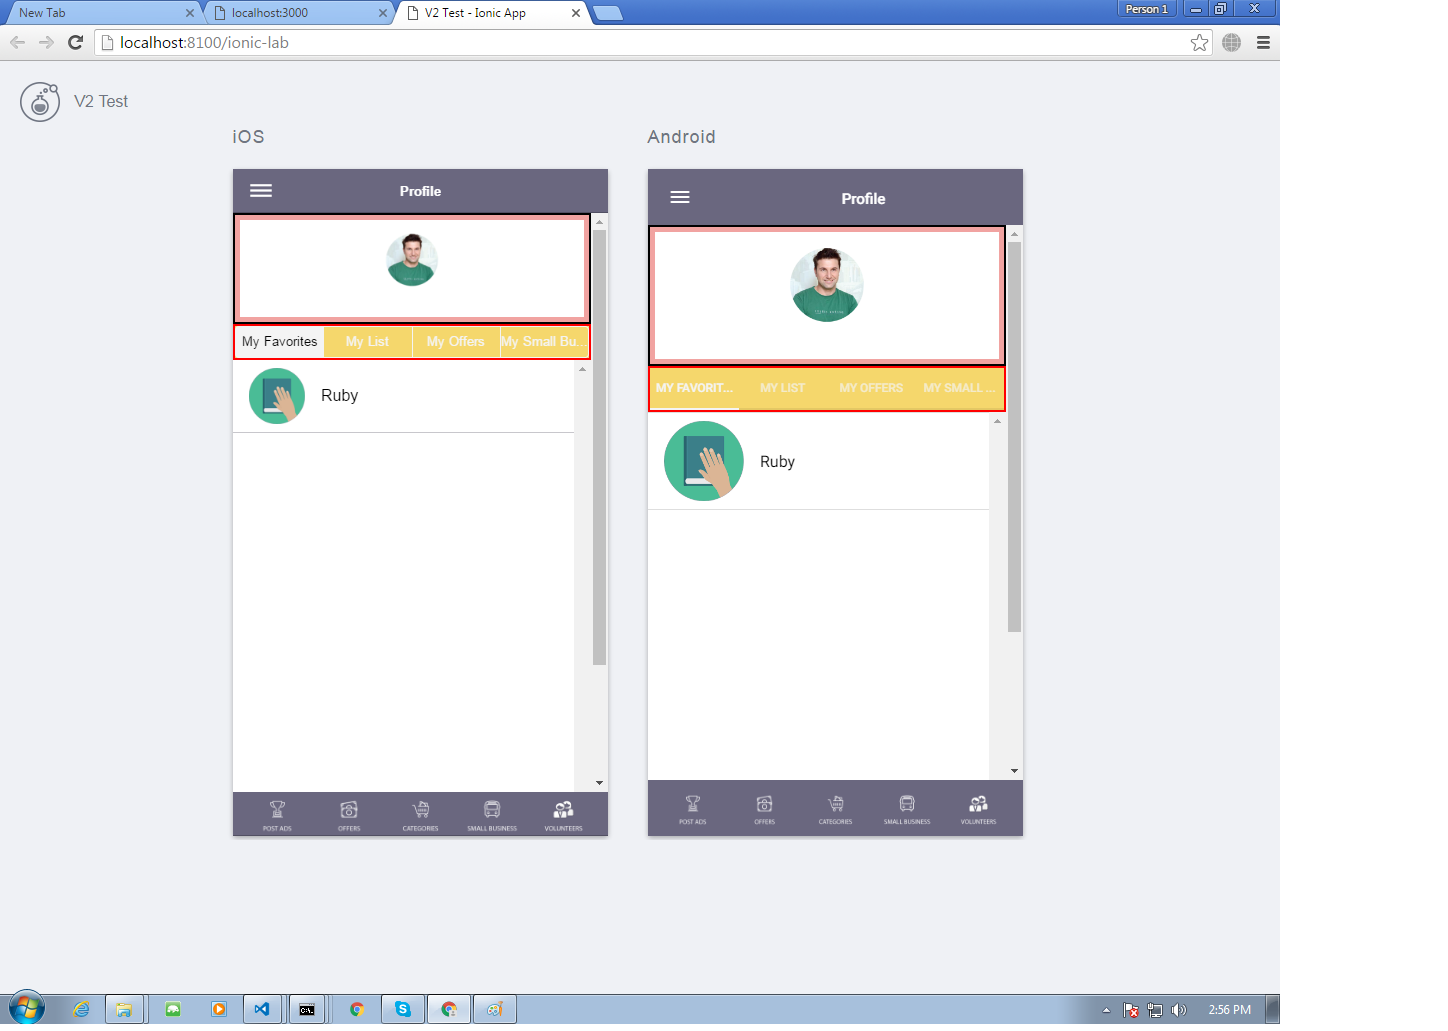 New Tab
localhost:3000
V2 Test - Ionic App
Person 1
localhost:8100/ionic-lab
V2 Test
iOS
Android
Profile
My Favorites
My List
My Offers
My Small Bu...
Ruby
POST ADS
OFFERS
CATEGORIES
SMALL BUSINESS
VOLUNTEERS
Profile
MY FAVORIT...
MY LIST
MY OFFERS
MY SMALL ...
Ruby
POST ADS
OFFERS
CATEGORIES
SMALL BUSINESS
VOLUNTEERS
2:56 PM